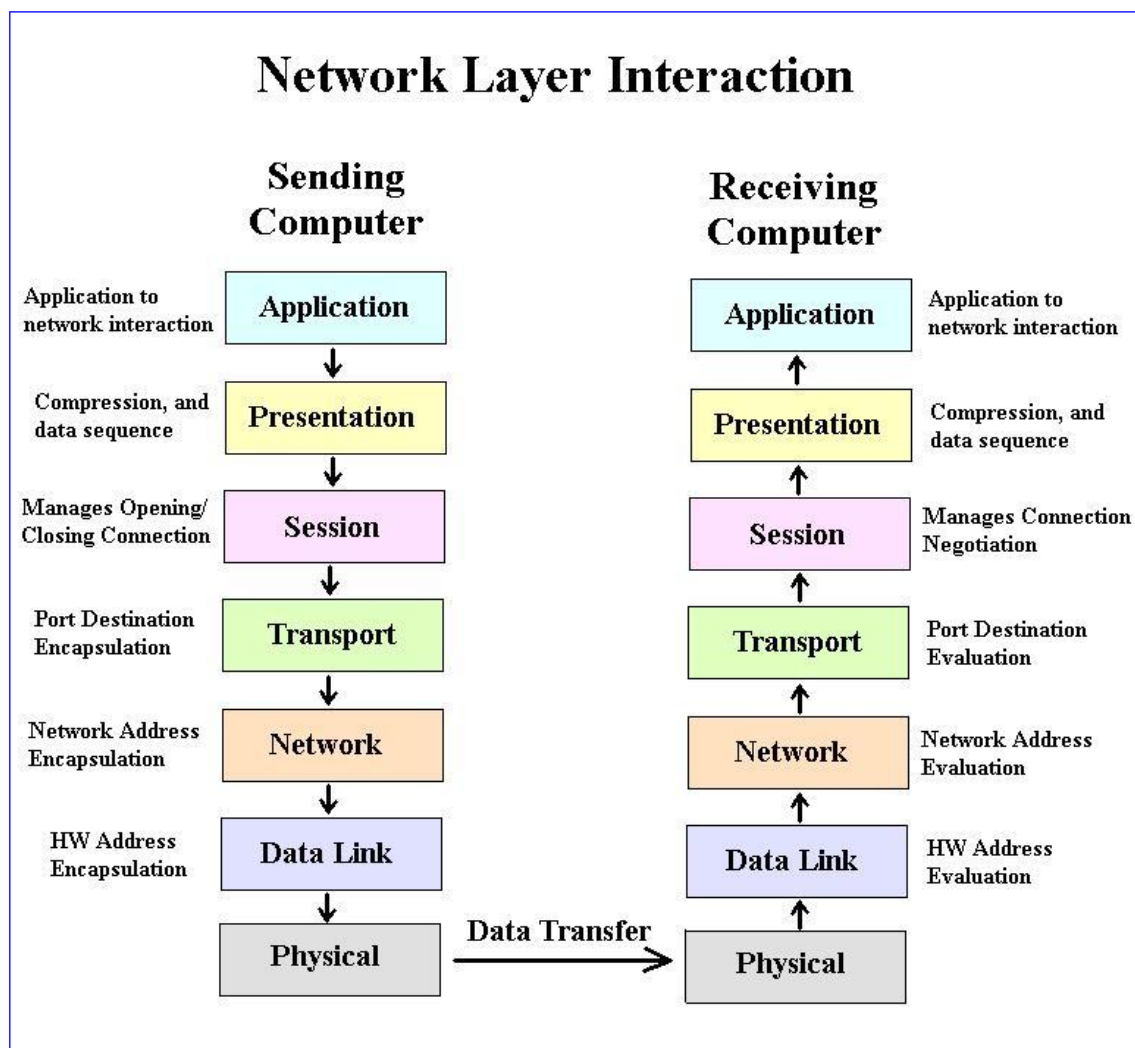 Network Layer Interaction
Sending
Computer
Receiving
Computer
Application to
network interaction
Application
Application
Application to
network interaction
Compression, and
data sequence
Presentation
Presentation
Compression, and
data sequence
Manages Opening/
Closing Connection
Session
Session
Manages Connection
Negotiation
Port Destination
Encapsulation
Transport
Transport
Port Destination
Evaluation
Network Address
Encapsulation
Network
Network
Network Address
Evaluation
HW Address
Encapsulation
Data Link
Data Link
HW Address
Evaluation
Physical
Data Transfer
Physical